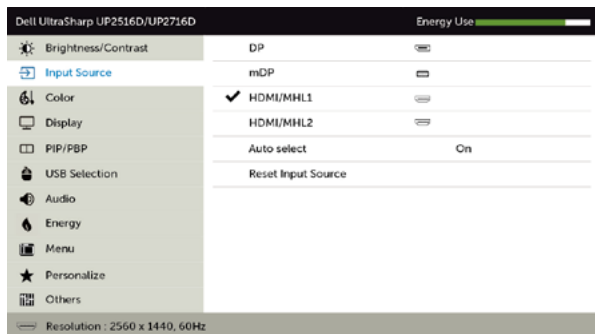 Dell UltraSharp UP2516D/UP2716D Energy Use
Brightness/Contrast DP
Input Source mDP
Color HDMI/MHL1
Display HDMI/MHL2
PIP/PBP Auto select On
USB Selection Reset Input Source
Audio
Energy
Menu
Personalize
Others
Resolution : 2560 x 1440, 60Hz